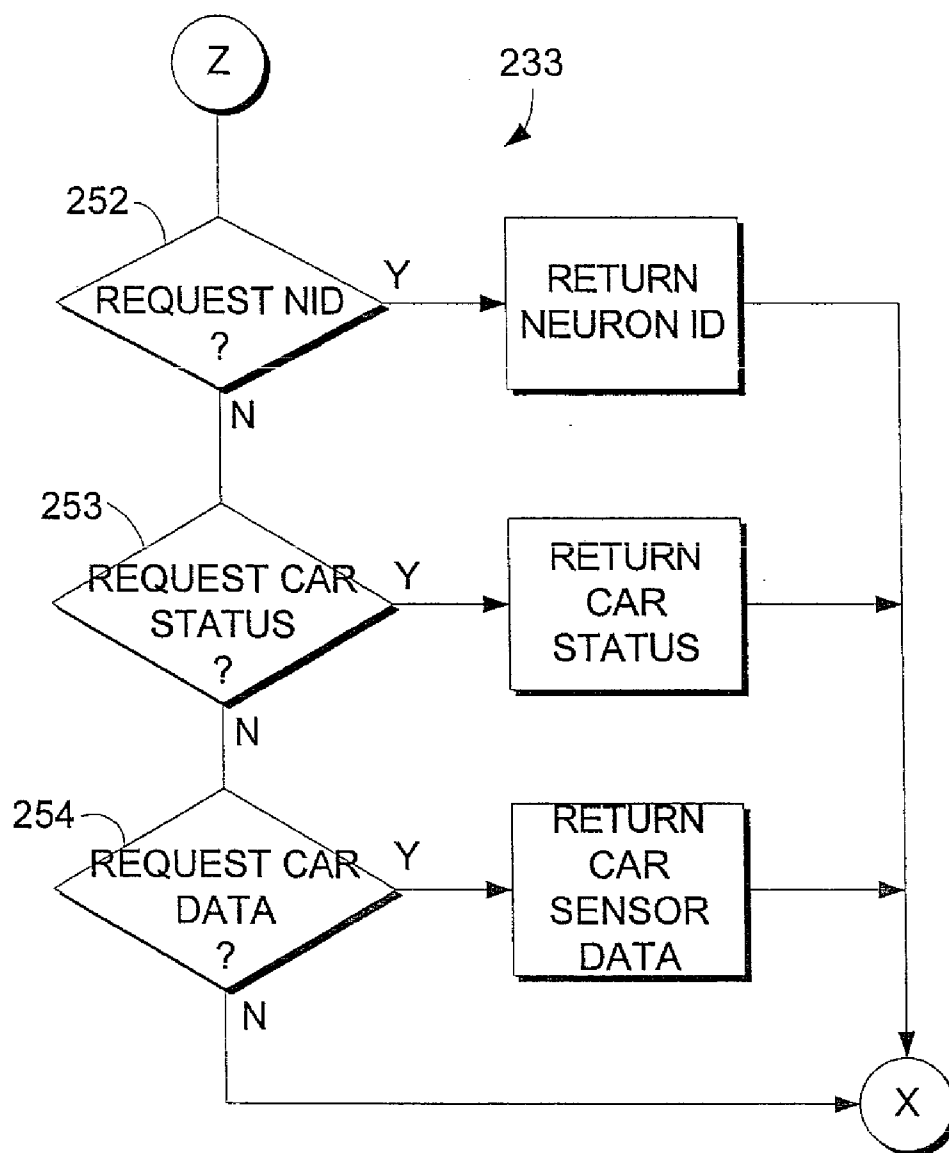 Z
233
252
REQUEST NID
?
Y
RETURN
NEURON ID
N
253
REQUEST CAR
STATUS
?
Y
RETURN
CAR
STATUS
N
254
REQUEST CAR
DATA
?
Y
RETURN
CAR
SENSOR
DATA
N
X